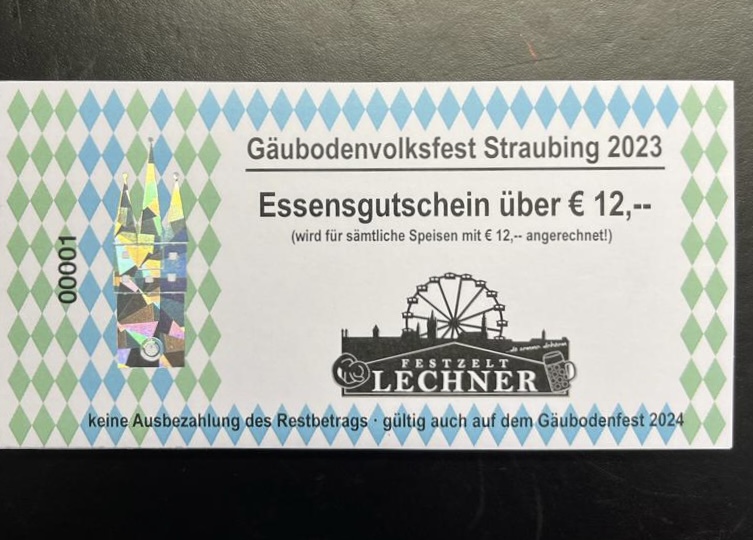 Gäubodenvolksfest Straubing 2023
Essensgutschein über € 12,--
(wird für sämtliche Speisen mit € 12,-- angerechnet!)
00001
FESTZELT
LECHNER
keine Ausbezahlung des Restbetrags · gültig auch auf dem Gäubodenfest 2024